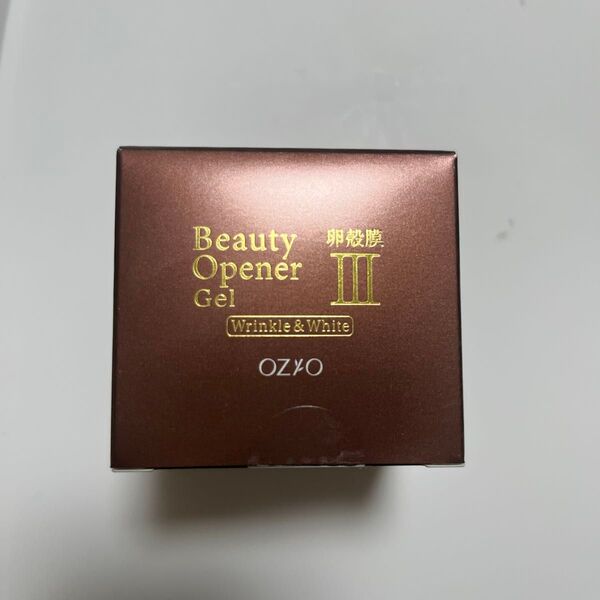 Beauty
Opener
Gel
卵殻膜
III
Wrinkle & White
OZIO